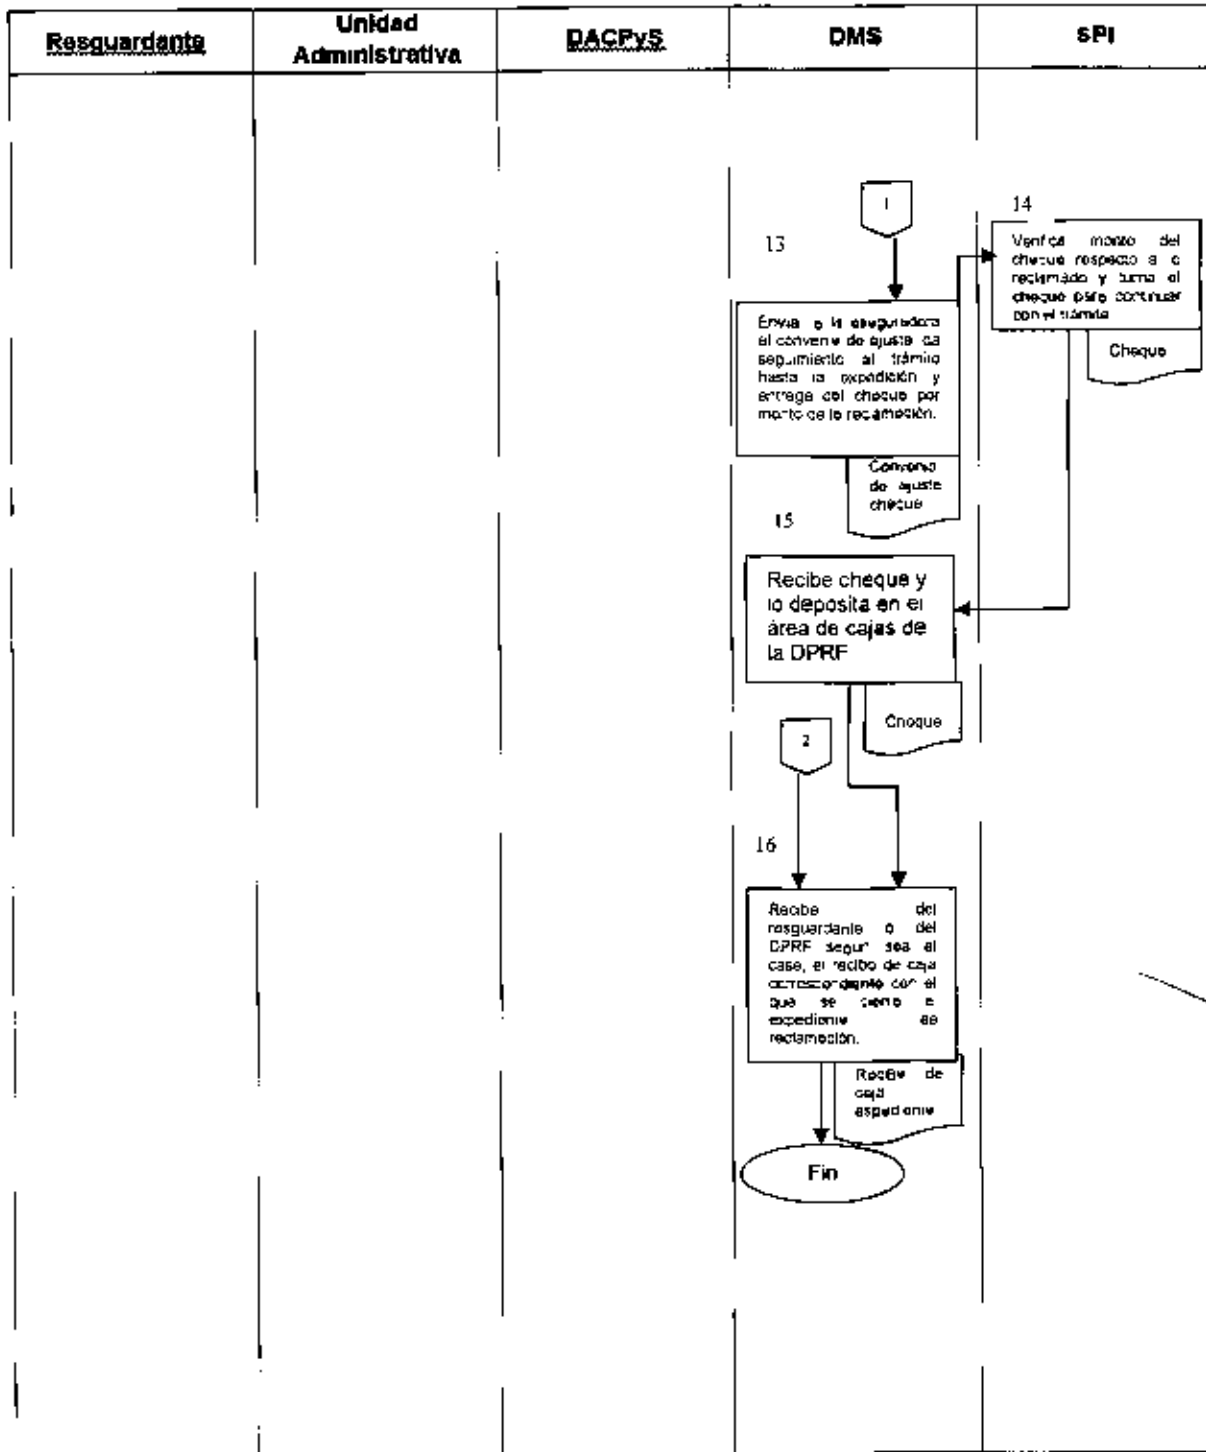 Resguardante
Unidad
Administrativa
DACPyS
DMS
SPI
1
13
Envia a la aseguradora
el convenio de ajuste da
seguimiento al trámite
hasta la expedición y
entrega del cheque por
monto de la reclamación.
Convenio
de ajuste
cheque
14
Verifica monto del
cheque respecto a lo
reclamado y turna el
cheque para continuar
con el trámite
Cheque
15
Recibe cheque y
lo deposita en el
área de cajas de
la DPRF
Cheque
2
16
Recibe del
resguardante o del
DPRF segun sea el
caso, el recibo de caja
correspondiente con el
que se cierra el
expediente de
reclamación.
Recibo de
caja
expediente
Fin